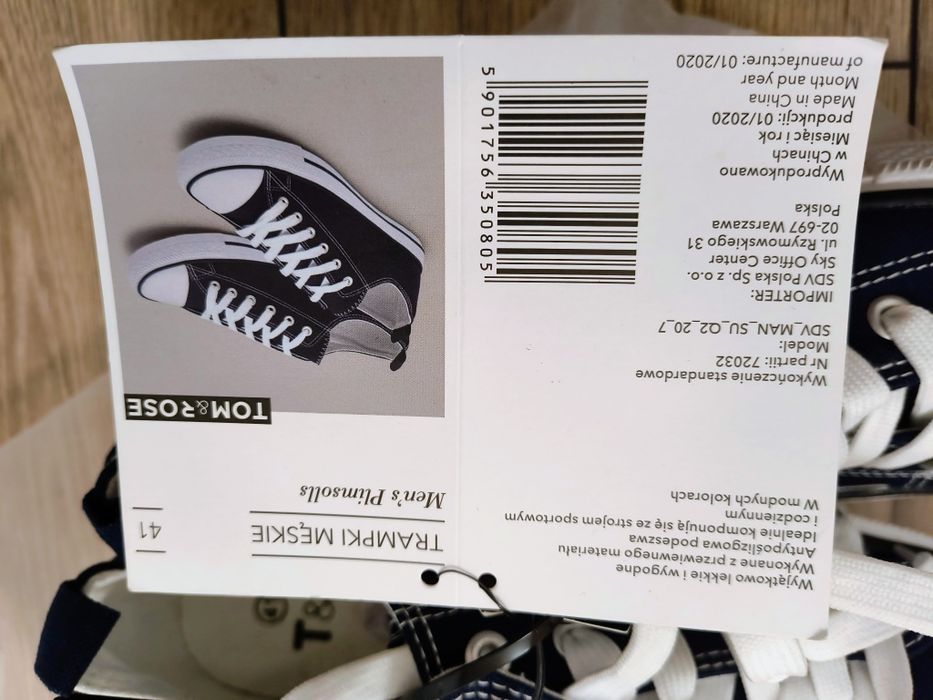 TRAMPKI MĘSKIE
41
Men's Plimsolls
TOM&ROSE
Wyjątkowo lekkie i wygodne
Wykonane z przewiewnego materiału
Antypoślizgowa podeszwa
Idealnie komponują się ze strojem sportowym
i codziennym
W modnych kolorach
Wykończenie standardowe
Nr partii: 72032
Model:
SDV_MAN_SU_Q2_20_7
IMPORTER:
SDV Polska Sp. z o.o.
Sky Office Center
ul. Rzymowskiego 31
02-697 Warszawa
Polska
Wyprodukowano
w Chinach
Miesiąc i rok
produkcji: 01/2020
Made in China
Month and year
of manufacture: 01/2020
5 901756 350805
T&